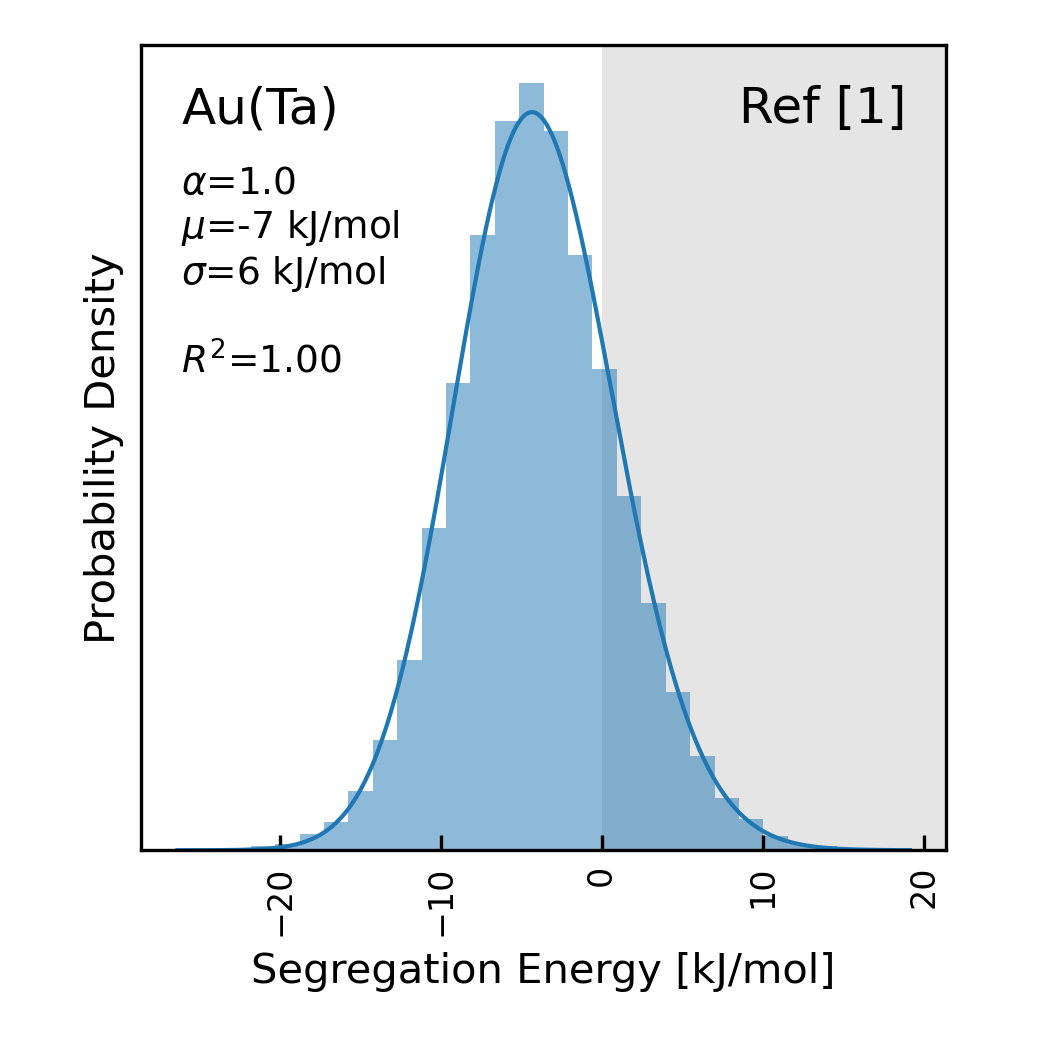 Au(Ta)
Ref [1]
α=1.0
μ=-7 kJ/mol
σ=6 kJ/mol
R²=1.00
Probability Density
−20
−10
0
10
20
Segregation Energy [kJ/mol]